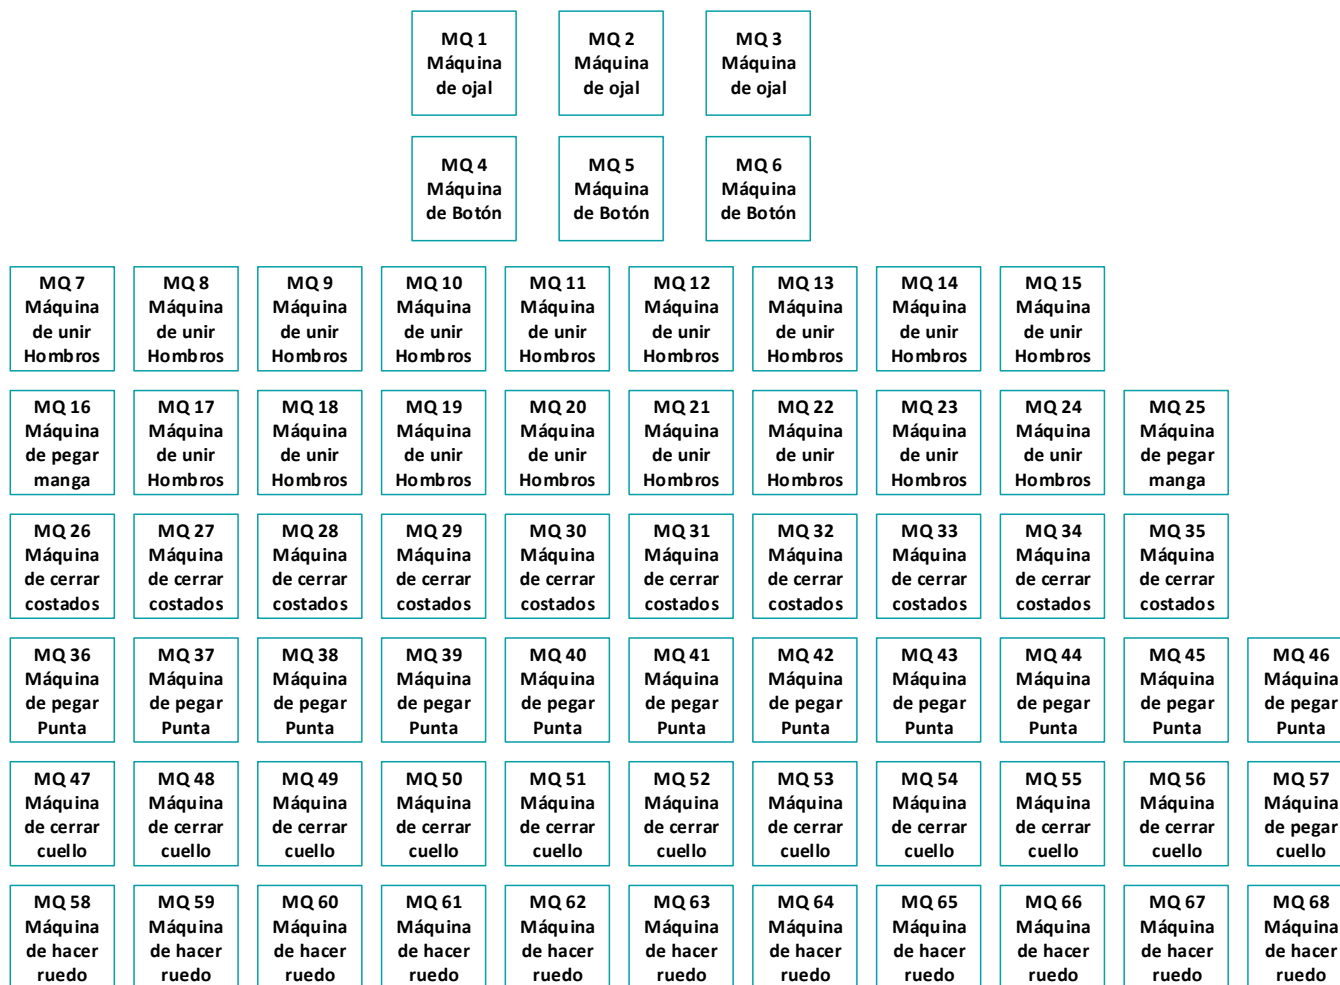 MQ 1
Máquina
de ojal
MQ 2
Máquina
de ojal
MQ 3
Máquina
de ojal
MQ 4
Máquina
de Botón
MQ 5
Máquina
de Botón
MQ 6
Máquina
de Botón
MQ 7
Máquina
de unir
Hombros
MQ 8
Máquina
de unir
Hombros
MQ 9
Máquina
de unir
Hombros
MQ 10
Máquina
de unir
Hombros
MQ 11
Máquina
de unir
Hombros
MQ 12
Máquina
de unir
Hombros
MQ 13
Máquina
de unir
Hombros
MQ 14
Máquina
de unir
Hombros
MQ 15
Máquina
de unir
Hombros
MQ 16
Máquina
de pegar
manga
MQ 17
Máquina
de unir
Hombros
MQ 18
Máquina
de unir
Hombros
MQ 19
Máquina
de unir
Hombros
MQ 20
Máquina
de unir
Hombros
MQ 21
Máquina
de unir
Hombros
MQ 22
Máquina
de unir
Hombros
MQ 23
Máquina
de unir
Hombros
MQ 24
Máquina
de unir
Hombros
MQ 25
Máquina
de pegar
manga
MQ 26
Máquina
de cerrar
costados
MQ 27
Máquina
de cerrar
costados
MQ 28
Máquina
de cerrar
costados
MQ 29
Máquina
de cerrar
costados
MQ 30
Máquina
de cerrar
costados
MQ 31
Máquina
de cerrar
costados
MQ 32
Máquina
de cerrar
costados
MQ 33
Máquina
de cerrar
costados
MQ 34
Máquina
de cerrar
costados
MQ 35
Máquina
de cerrar
costados
MQ 36
Máquina
de pegar
Punta
MQ 37
Máquina
de pegar
Punta
MQ 38
Máquina
de pegar
Punta
MQ 39
Máquina
de pegar
Punta
MQ 40
Máquina
de pegar
Punta
MQ 41
Máquina
de pegar
Punta
MQ 42
Máquina
de pegar
Punta
MQ 43
Máquina
de pegar
Punta
MQ 44
Máquina
de pegar
Punta
MQ 45
Máquina
de pegar
Punta
MQ 46
Máquina
de pegar
Punta
MQ 47
Máquina
de cerrar
cuello
MQ 48
Máquina
de cerrar
cuello
MQ 49
Máquina
de cerrar
cuello
MQ 50
Máquina
de cerrar
cuello
MQ 51
Máquina
de cerrar
cuello
MQ 52
Máquina
de cerrar
cuello
MQ 53
Máquina
de cerrar
cuello
MQ 54
Máquina
de cerrar
cuello
MQ 55
Máquina
de cerrar
cuello
MQ 56
Máquina
de cerrar
cuello
MQ 57
Máquina
de pegar
cuello
MQ 58
Máquina
de hacer
ruedo
MQ 59
Máquina
de hacer
ruedo
MQ 60
Máquina
de hacer
ruedo
MQ 61
Máquina
de hacer
ruedo
MQ 62
Máquina
de hacer
ruedo
MQ 63
Máquina
de hacer
ruedo
MQ 64
Máquina
de hacer
ruedo
MQ 65
Máquina
de hacer
ruedo
MQ 66
Máquina
de hacer
ruedo
MQ 67
Máquina
de hacer
ruedo
MQ 68
Máquina
de hacer
ruedo